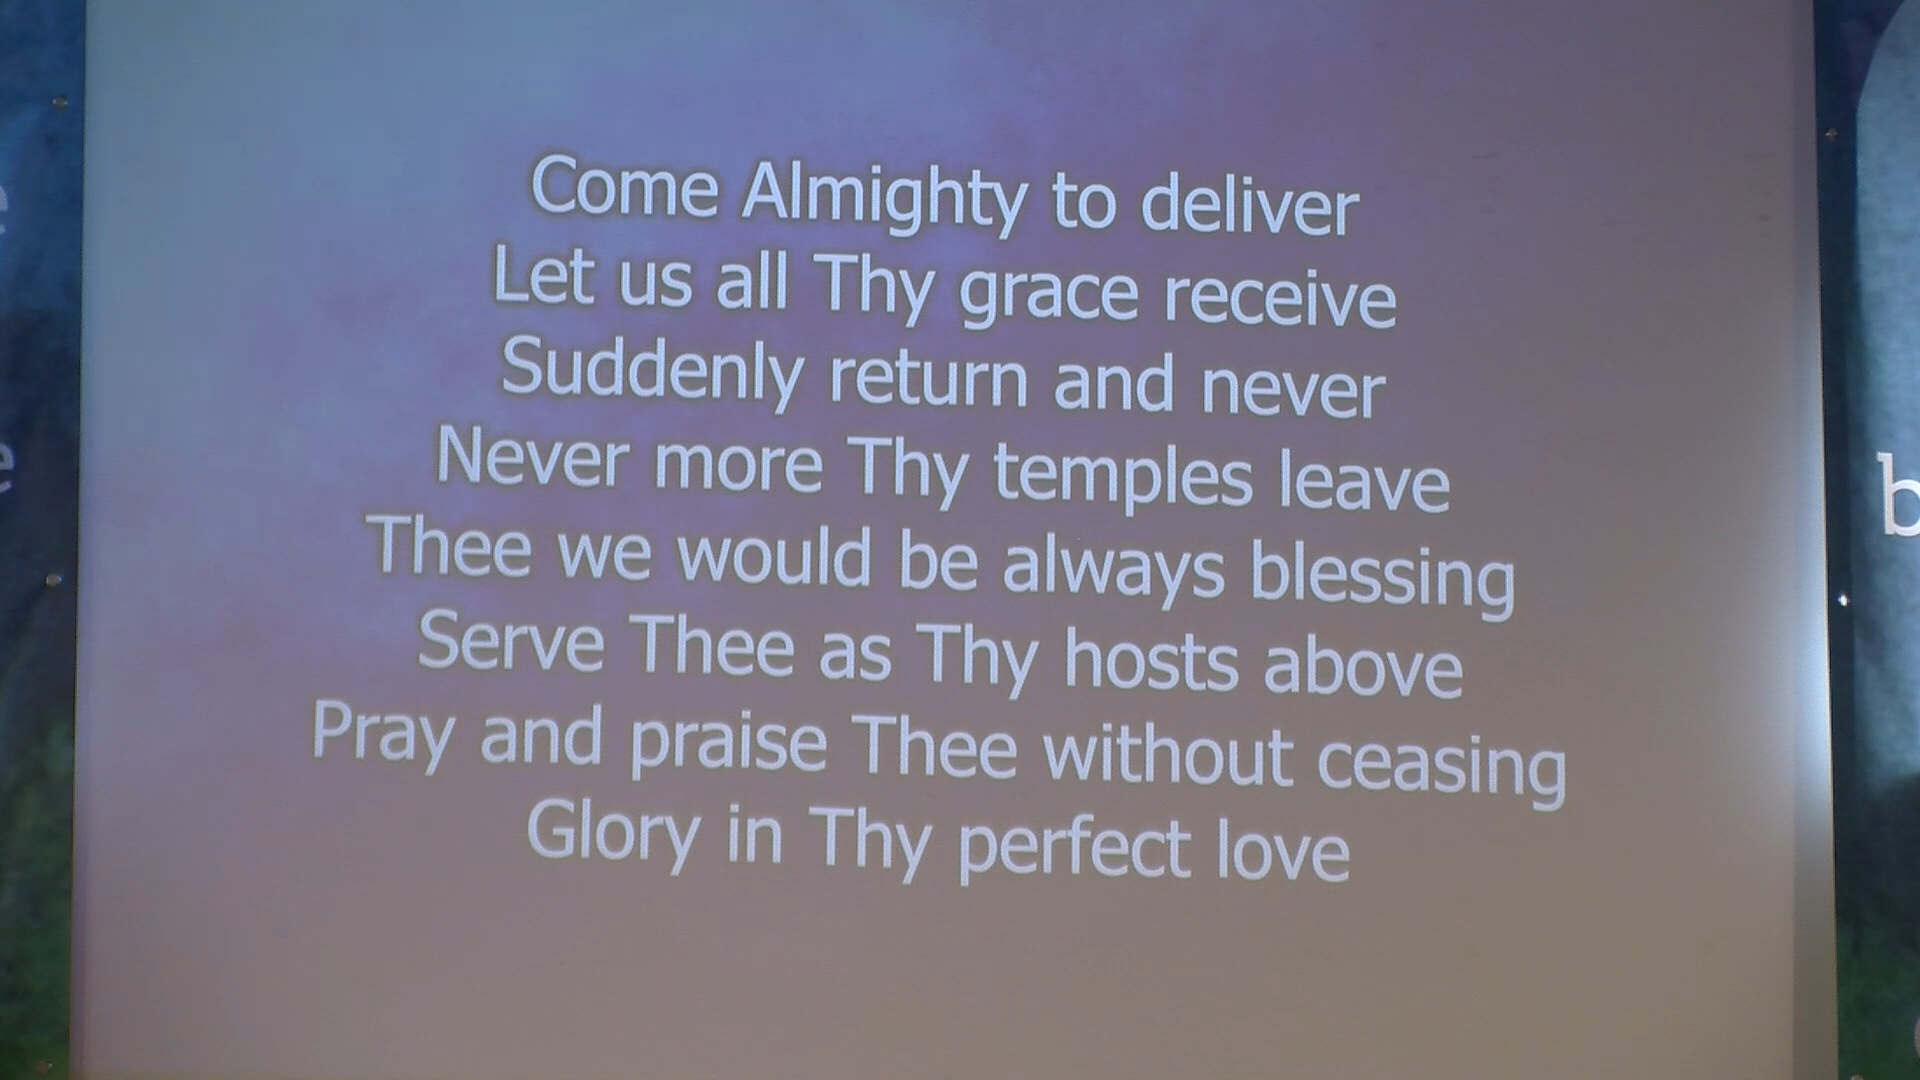 Come Almighty to deliver
Let us all Thy grace receive
Suddenly return and never
Never more Thy temples leave
Thee we would be always blessing
Serve Thee as Thy hosts above
Pray and praise Thee without ceasing
Glory in Thy perfect love
b